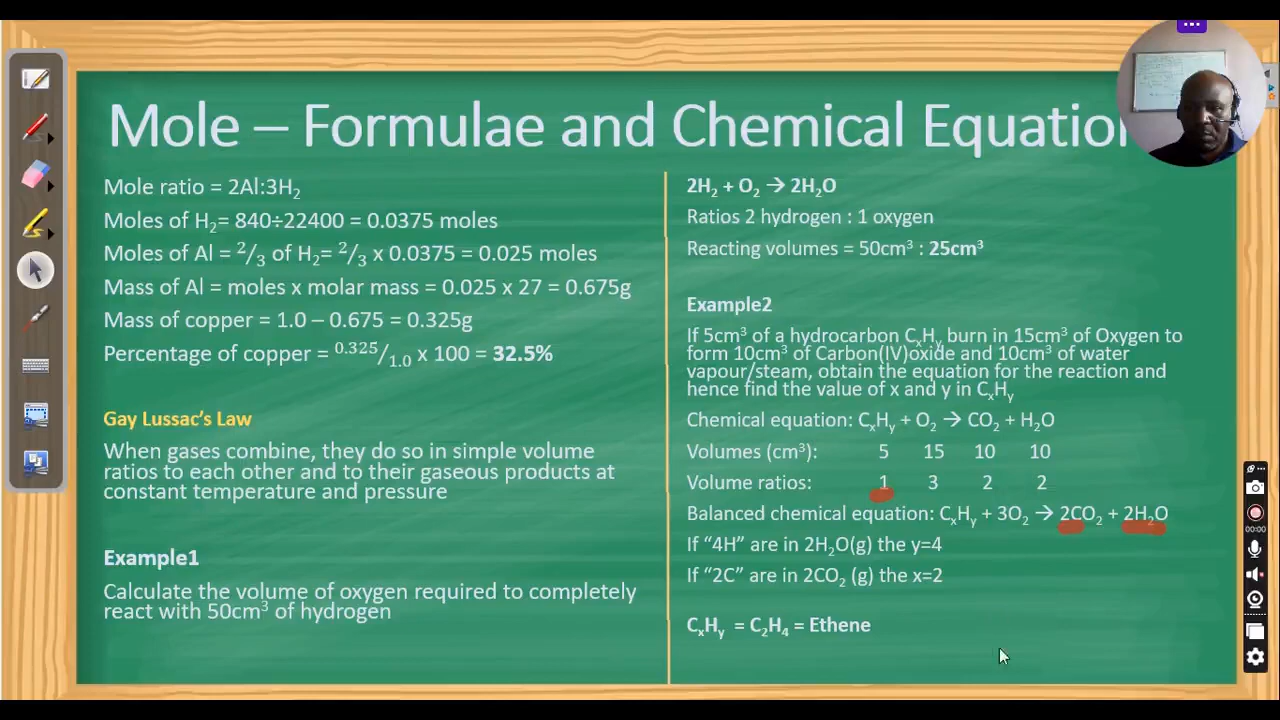 Mole – Formulae and Chemical Equation
Mole ratio = 2Al:3H₂
Moles of H₂= 840÷22400 = 0.0375 moles
Moles of Al = ²/₃ of H₂= ²/₃ x 0.0375 = 0.025 moles
Mass of Al = moles x molar mass = 0.025 x 27 = 0.675g
Mass of copper = 1.0 – 0.675 = 0.325g
Percentage of copper = ⁰·³²⁵/₁.₀ x 100 = 32.5%
Gay Lussac’s Law
When gases combine, they do so in simple volume
ratios to each other and to their gaseous products at
constant temperature and pressure
Example1
Calculate the volume of oxygen required to completely
react with 50cm³ of hydrogen
2H₂ + O₂ → 2H₂O
Ratios 2 hydrogen : 1 oxygen
Reacting volumes = 50cm³ : 25cm³
Example2
If 5cm³ of a hydrocarbon CₓHᵧ burn in 15cm³ of Oxygen to
form 10cm³ of Carbon(IV)oxide and 10cm³ of water
vapour/steam, obtain the equation for the reaction and
hence find the value of x and y in CₓHᵧ
Chemical equation: CₓHᵧ + O₂ → CO₂ + H₂O
Volumes (cm³): 5 15 10 10
Volume ratios: 1 3 2 2
Balanced chemical equation: CₓHᵧ + 3O₂ → 2CO₂ + 2H₂O
If “4H” are in 2H₂O(g) the y=4
If “2C” are in 2CO₂ (g) the x=2
CₓHᵧ = C₂H₄ = Ethene
00:00